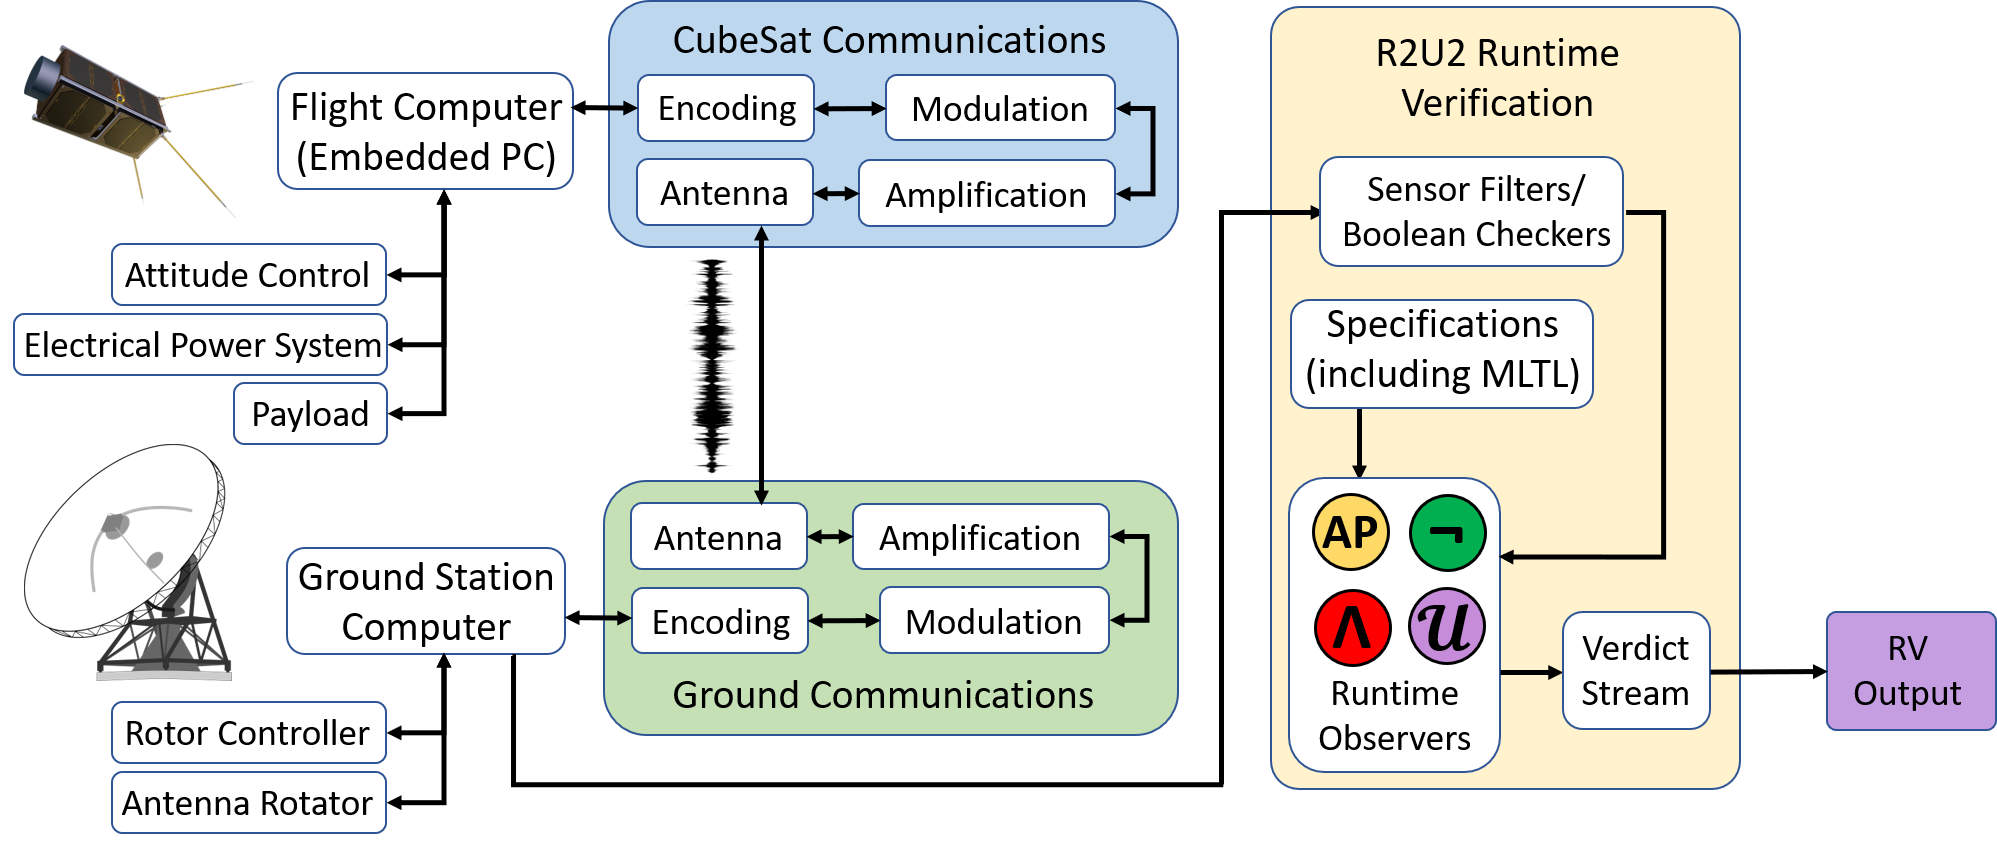 CubeSat Communications
Flight Computer
(Embedded PC)
Encoding
Modulation
Antenna
Amplification
Attitude Control
Electrical Power System
Payload
Antenna
Amplification
Encoding
Modulation
Ground Communications
Ground Station
Computer
Rotor Controller
Antenna Rotator
R2U2 Runtime
Verification
Sensor Filters/
Boolean Checkers
Specifications
(including MLTL)
AP
¬
Λ
U
Runtime
Observers
Verdict
Stream
RV
Output